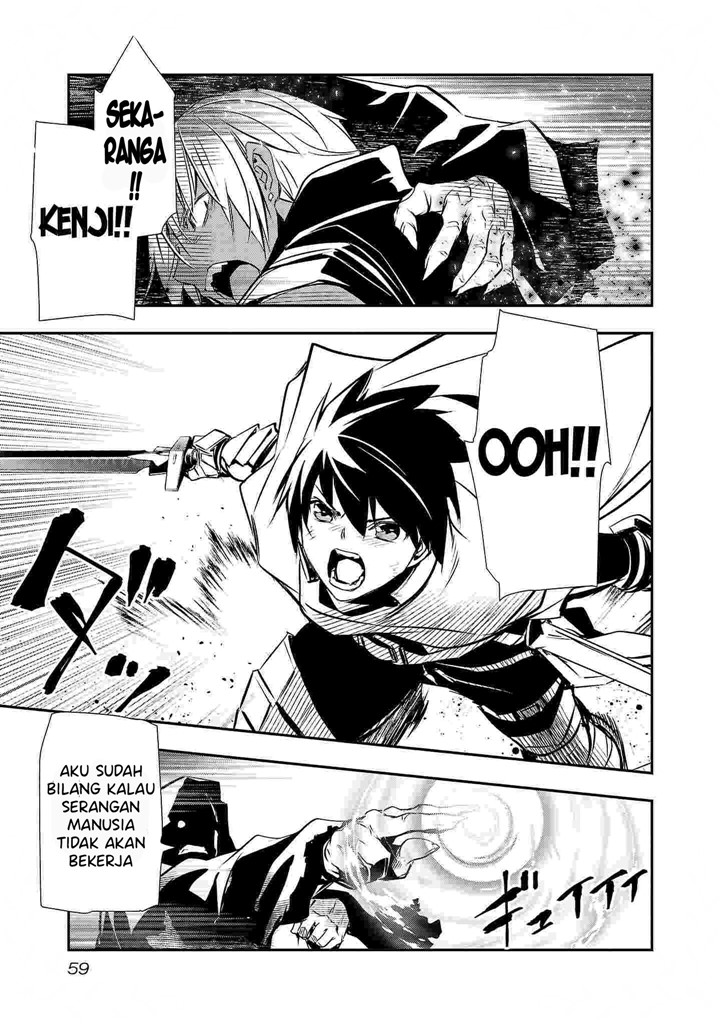 SEKA-
RANGA
!!
KENJI!!
OOH!!
ダッ
AKU SUDAH
BILANG KALAU
SERANGAN
MANUSIA
TIDAK AKAN
BEKERJA
ギュイイイ
59